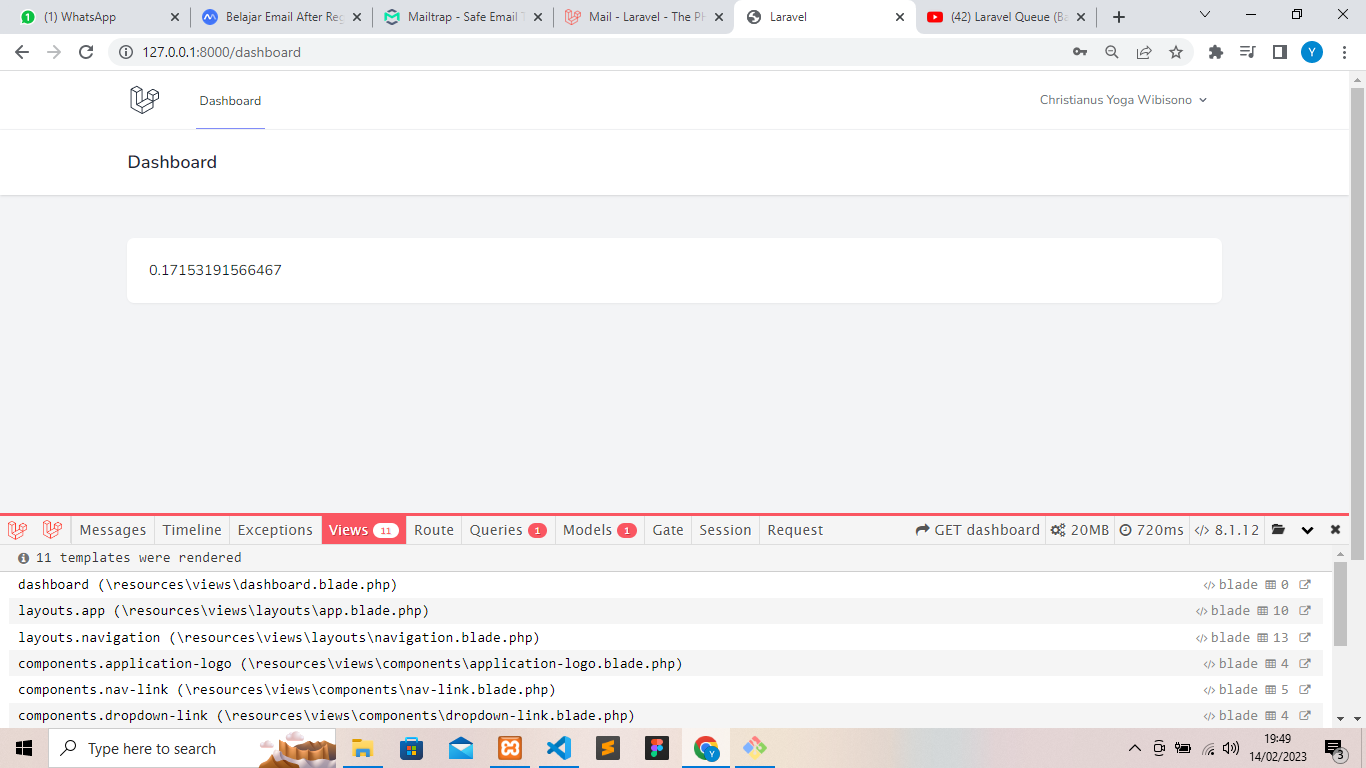 (1) WhatsApp
Belajar Email After Reg
Mailtrap - Safe Email T
Mail - Laravel - The PH
Laravel
(42) Laravel Queue (Ba
127.0.0.1:8000/dashboard
Y
Dashboard
Christianus Yoga Wibisono
Dashboard
0.17153191566467
Messages Timeline Exceptions Views 11 Route Queries 1 Models 1 Gate Session Request GET dashboard 20MB 720ms 8.1.12
11 templates were rendered
dashboard (\resources\views\dashboard.blade.php) blade 0
layouts.app (\resources\views\layouts\app.blade.php) blade 10
layouts.navigation (\resources\views\layouts\navigation.blade.php) blade 13
components.application-logo (\resources\views\components\application-logo.blade.php) blade 4
components.nav-link (\resources\views\components\nav-link.blade.php) blade 5
components.dropdown-link (\resources\views\components\dropdown-link.blade.php) blade 4
Type here to search
19:49
14/02/2023
3